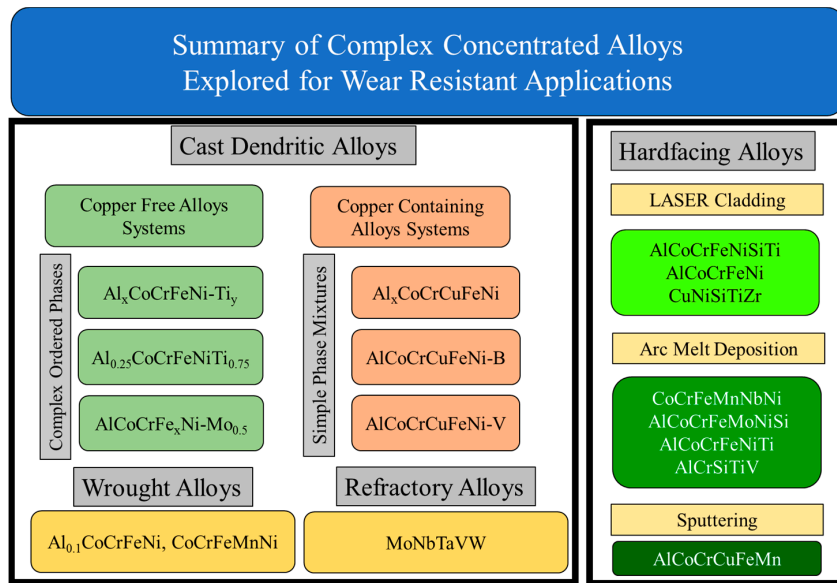 Summary of Complex Concentrated Alloys
Explored for Wear Resistant Applications
Cast Dendritic Alloys
Copper Free Alloys
Systems
Copper Containing
Alloys Systems
Complex Ordered Phases
AlₓCoCrFeNi-Tiᵧ
Al₀.₂₅CoCrFeNiTi₀.₇₅
AlCoCrFeₓNi-Mo₀.₅
Simple Phase Mixtures
AlₓCoCrCuFeNi
AlCoCrCuFeNi-B
AlCoCrCuFeNi-V
Wrought Alloys
Al₀.₁CoCrFeNi, CoCrFeMnNi
Refractory Alloys
MoNbTaVW
Hardfacing Alloys
LASER Cladding
AlCoCrFeNiSiTi
AlCoCrFeNi
CuNiSiTiZr
Arc Melt Deposition
CoCrFeMnNbNi
AlCoCrFeMoNiSi
AlCoCrFeNiTi
AlCrSiTiV
Sputtering
AlCoCrCuFeMn